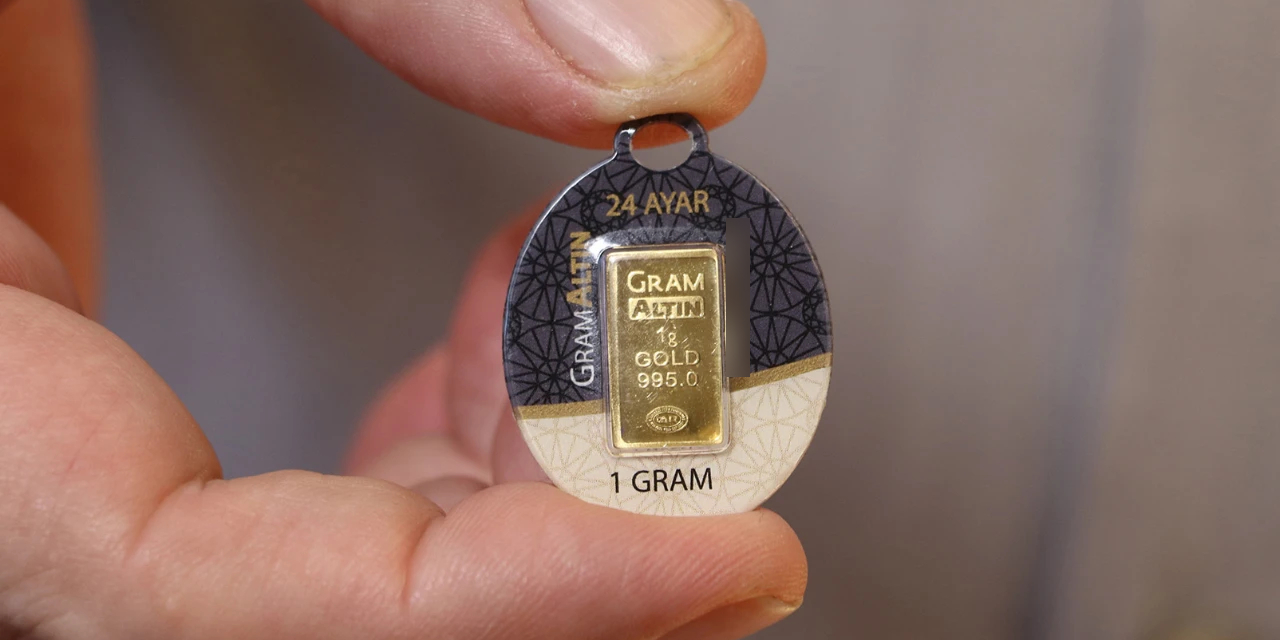 24 AYAR
GRAM ALTIN
GRAM
ALTIN
1g
GOLD
995.0
1 GRAM